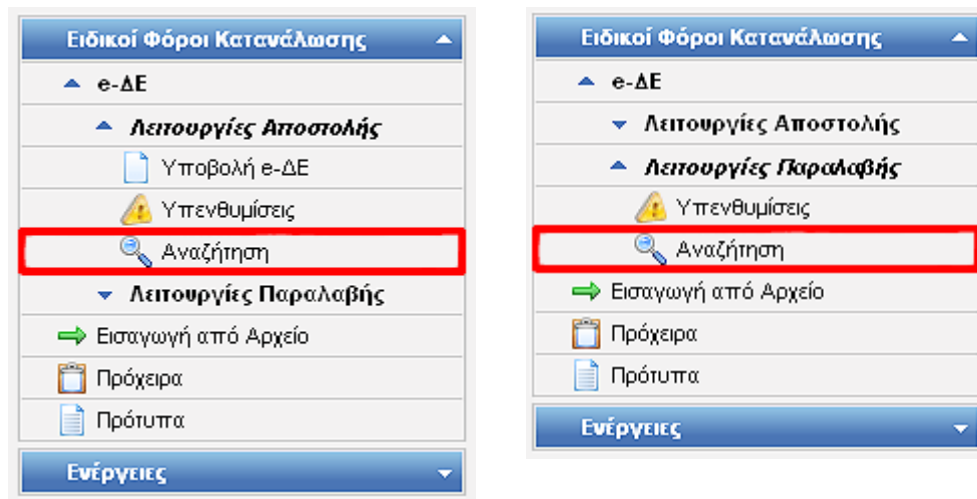 Ειδικοί Φόροι Κατανάλωσης
e-ΔΕ
Λειτουργίες Αποστολής
Υποβολή e-ΔΕ
Υπενθυμίσεις
Αναζήτηση
Λειτουργίες Παραλαβής
Εισαγωγή από Αρχείο
Πρόχειρα
Πρότυπα
Ενέργειες
Ειδικοί Φόροι Κατανάλωσης
e-ΔΕ
Λειτουργίες Αποστολής
Λειτουργίες Παραλαβής
Υπενθυμίσεις
Αναζήτηση
Εισαγωγή από Αρχείο
Πρόχειρα
Πρότυπα
Ενέργειες